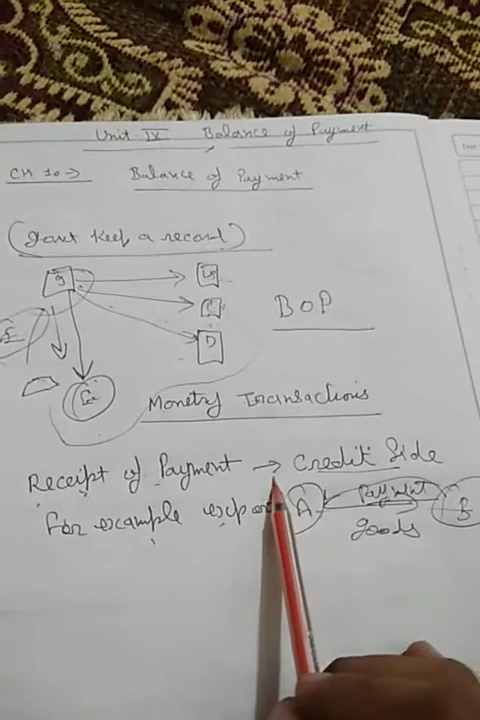 Unit IX Balance of Payment
CH 10 → Balance of Payment
(Govt Keep a record)
BOP
D
Monetry Transactions
Receipt of Payment → Credit Side
For example export A Payment B
goods